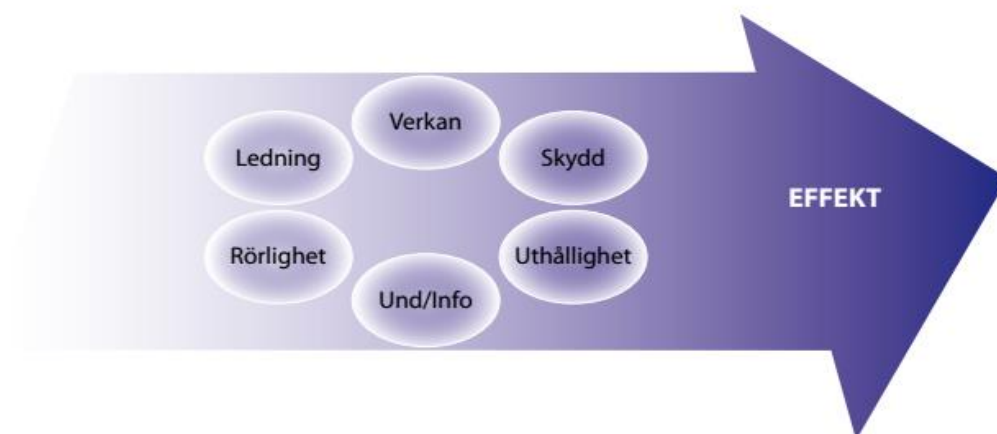 Verkan
Ledning
Skydd
EFFEKT
Rörlighet
Uthållighet
Und/Info